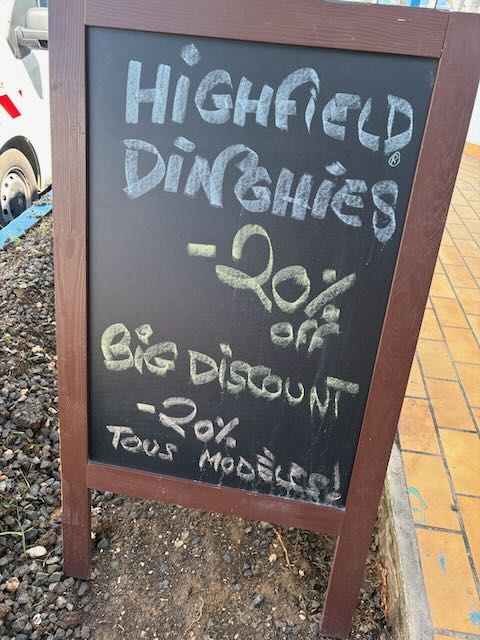 HiGHFiELD
DiNGHiES ®
-20%
OFF
BiG DiSCOUNT
-20%
TOUS MODÈLES!